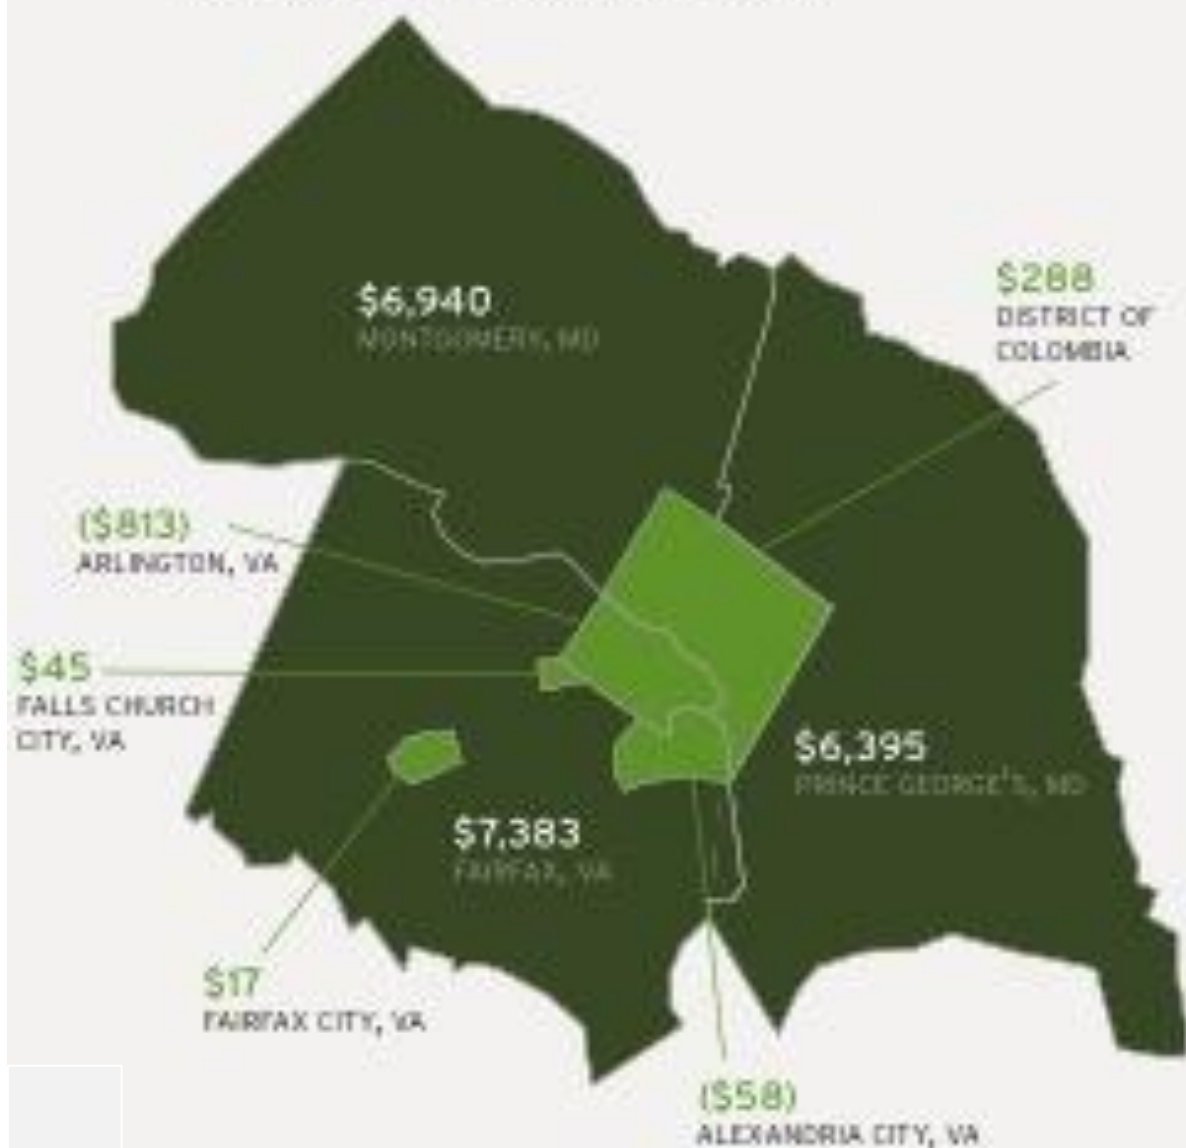 $6,940
MONTGOMERY, MD
$288
DISTRICT OF
COLOMBIA
($813)
ARLINGTON, VA
$45
FALLS CHURCH
CITY, VA
$6,395
PRINCE GEORGE'S, MD
$7,383
FAIRFAX, VA
$17
FAIRFAX CITY, VA
($58)
ALEXANDRIA CITY, VA